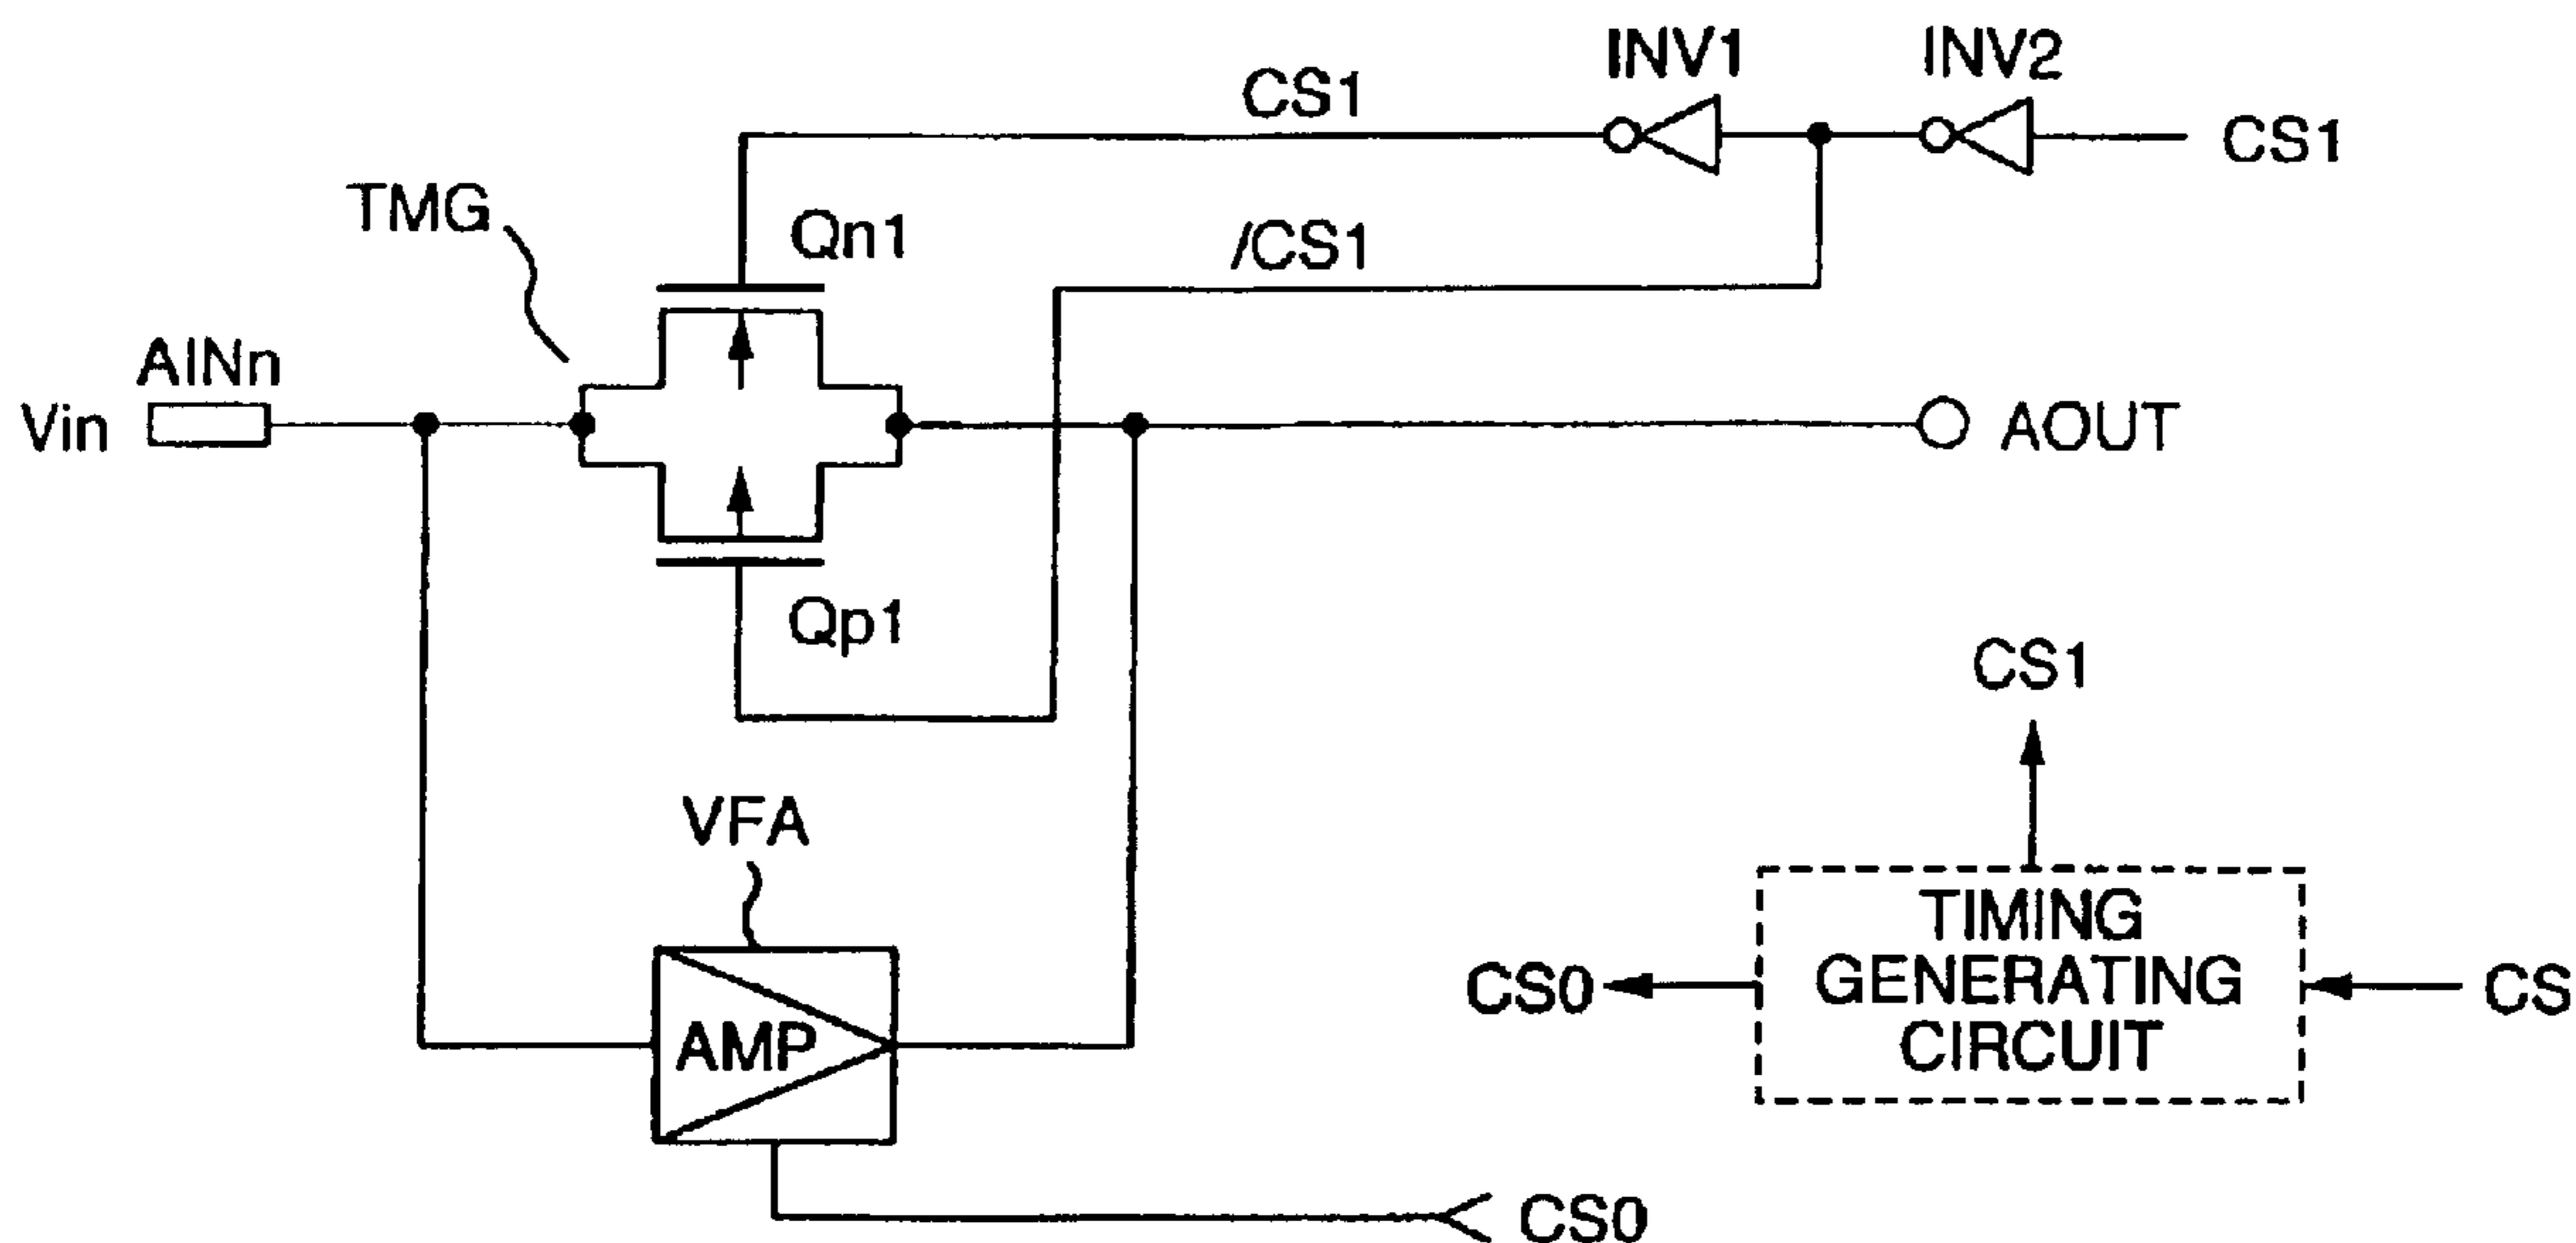 INV1
INV2
CS1
CS1
TMG
Qn1
/CS1
AINn
Vin
AOUT
Qp1
CS1
VFA
TIMING
GENERATING
CIRCUIT
CS0
CS
AMP
CS0